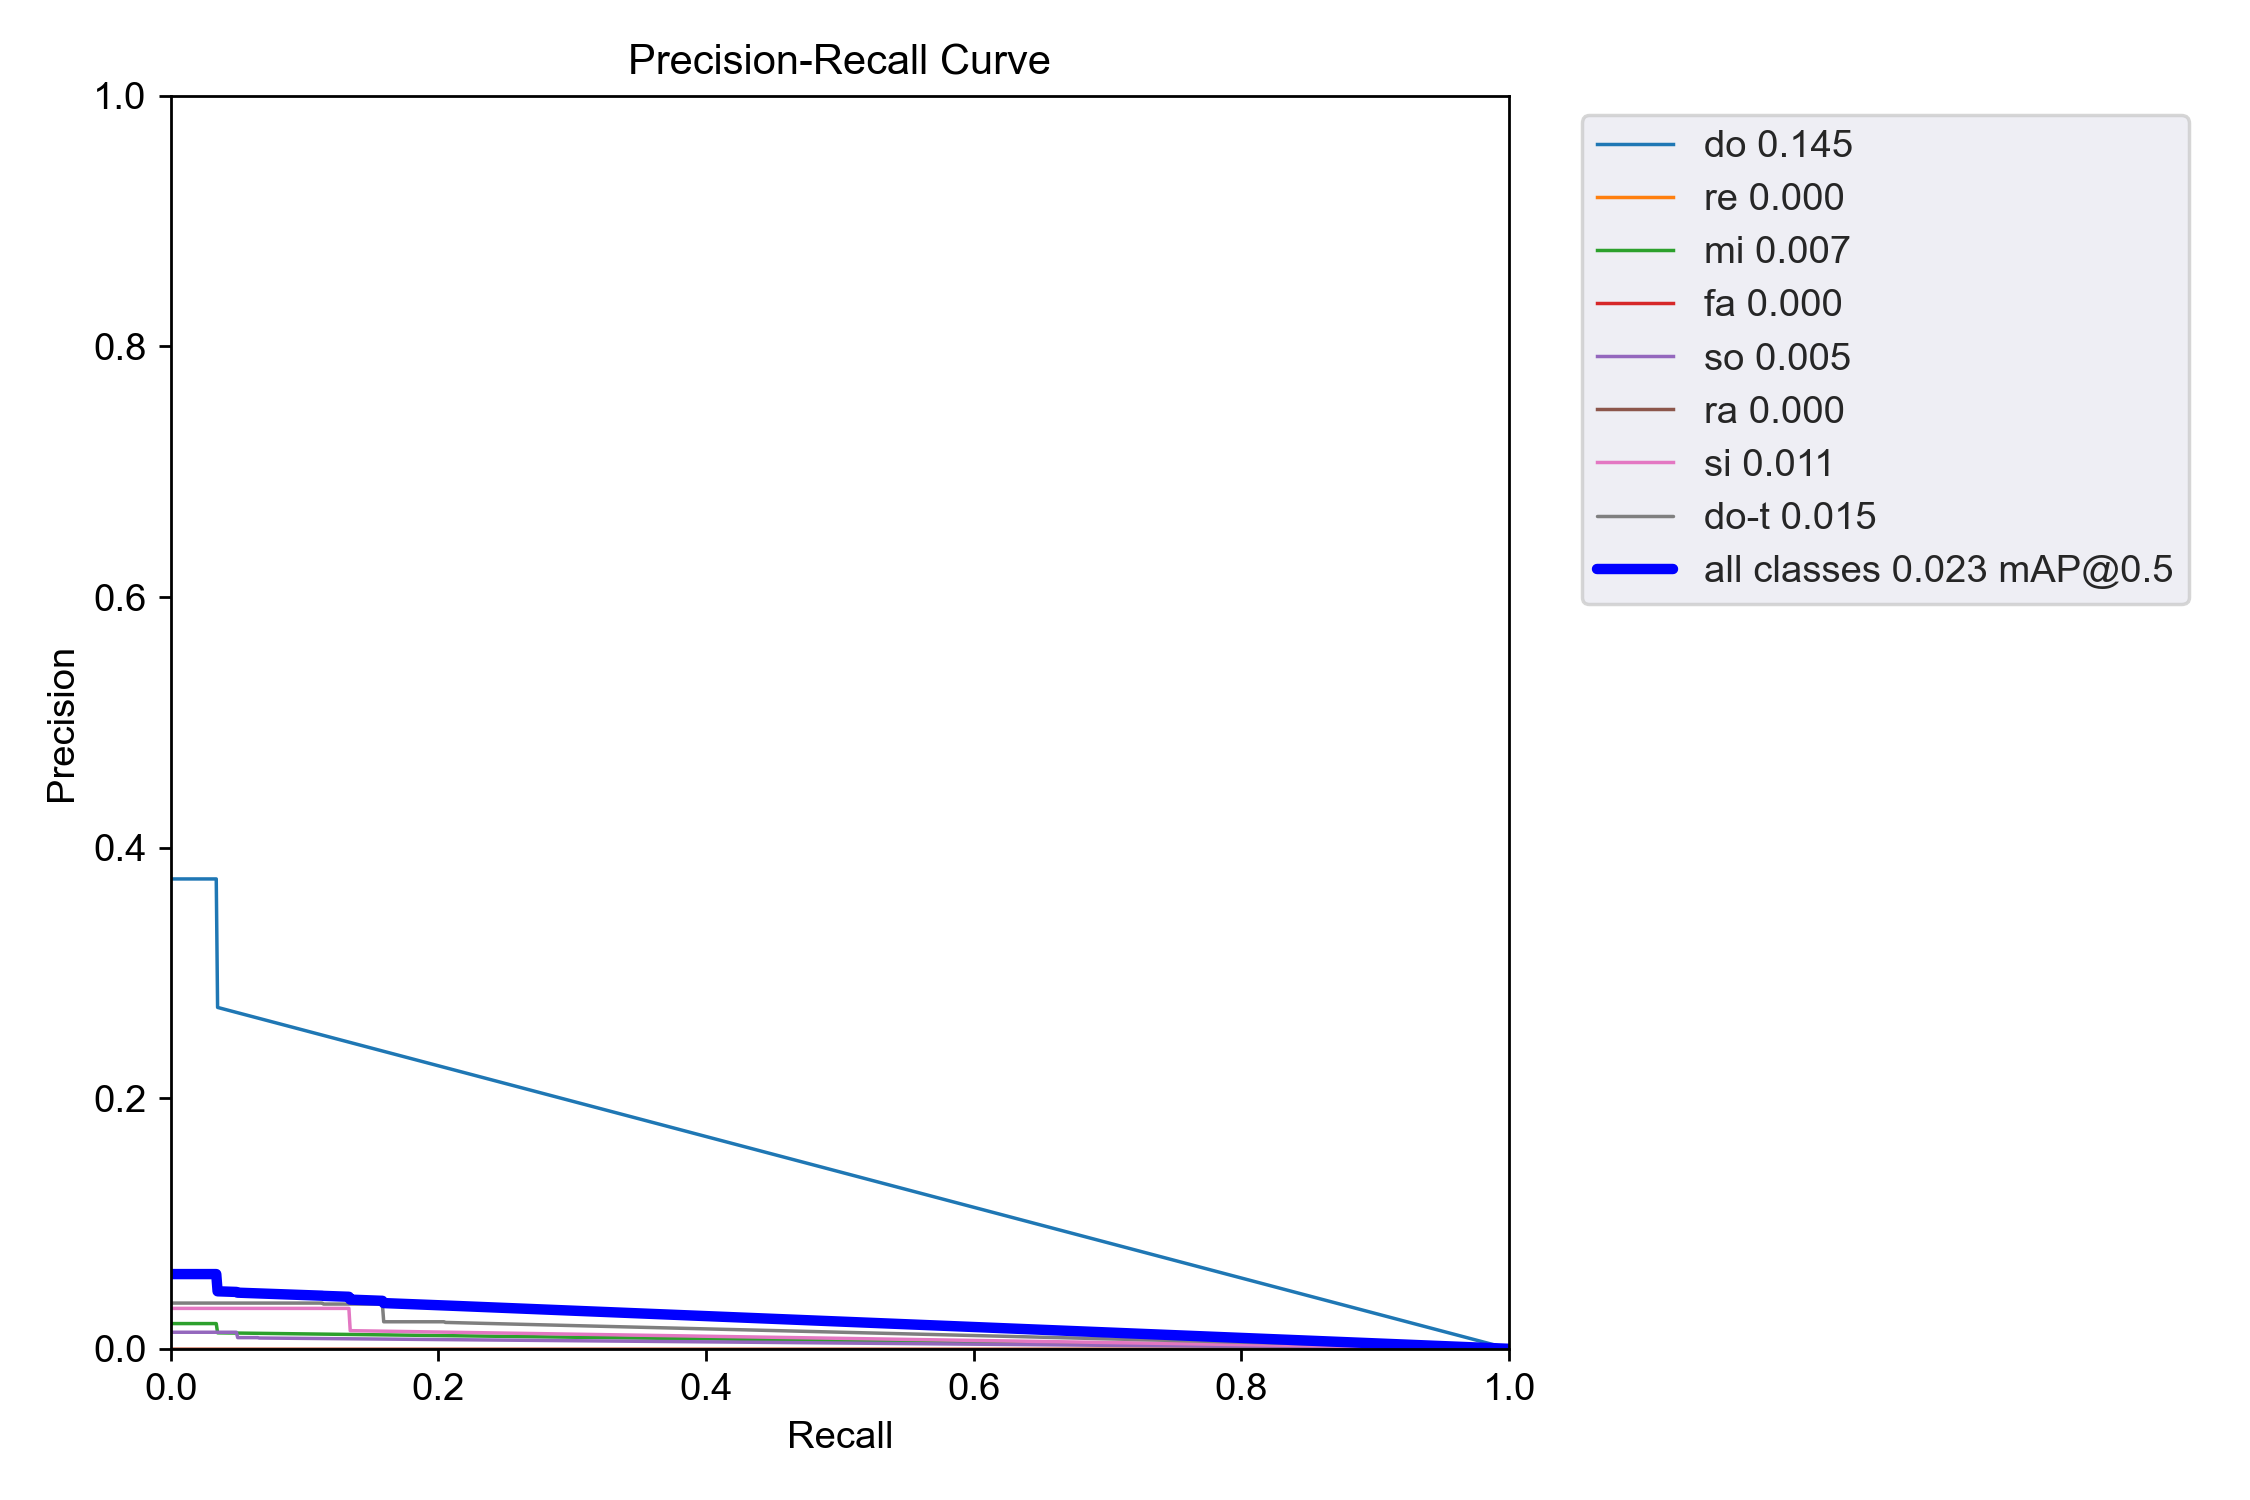 Precision-Recall Curve
1.0
0.8
0.6
0.4
0.2
0.0
Precision
0.0 0.2 0.4 0.6 0.8 1.0
Recall
do 0.145
re 0.000
mi 0.007
fa 0.000
so 0.005
ra 0.000
si 0.011
do-t 0.015
all classes 0.023 mAP@0.5